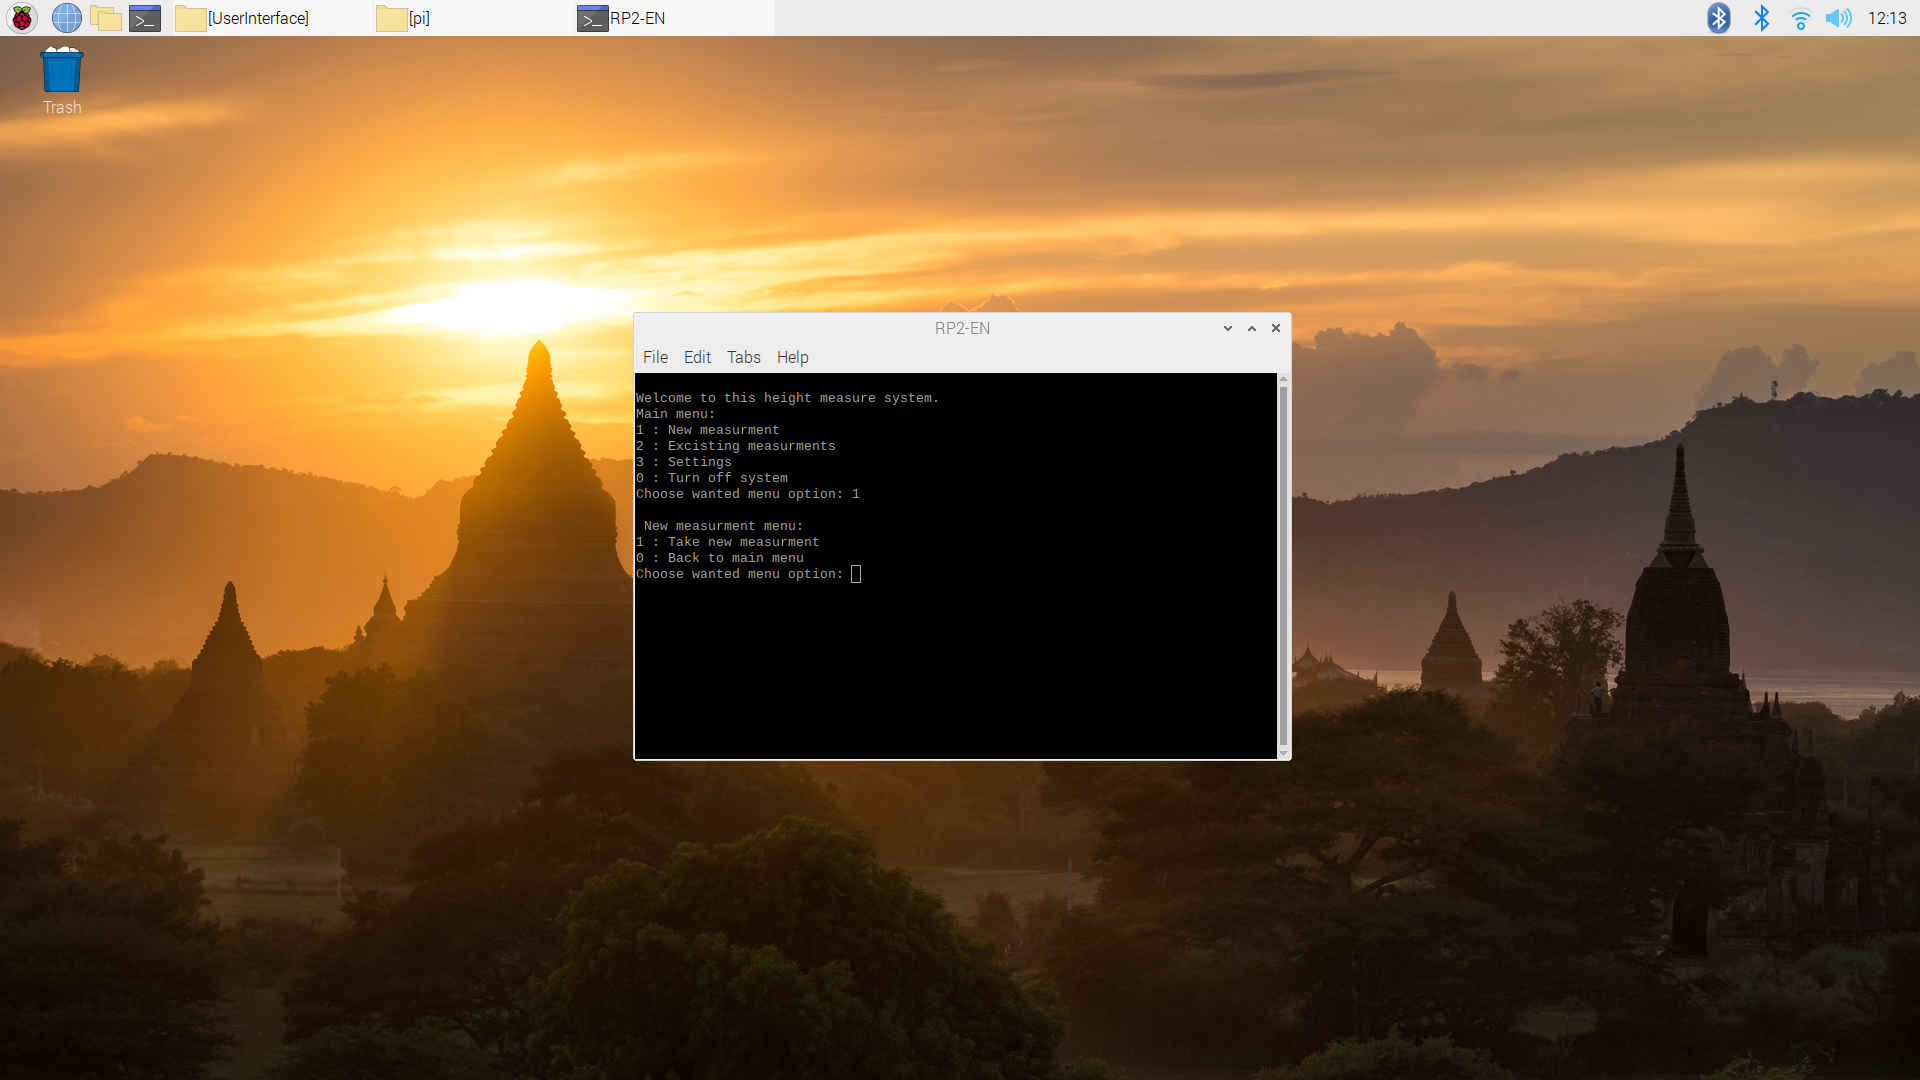 [UserInterface] [pi] RP2-EN 12:13
Trash
RP2-EN
File Edit Tabs Help
Welcome to this height measure system.
Main menu:
1 : New measurment
2 : Excisting measurments
3 : Settings
0 : Turn off system
Choose wanted menu option: 1
New measurment menu:
1 : Take new measurment
0 : Back to main menu
Choose wanted menu option: